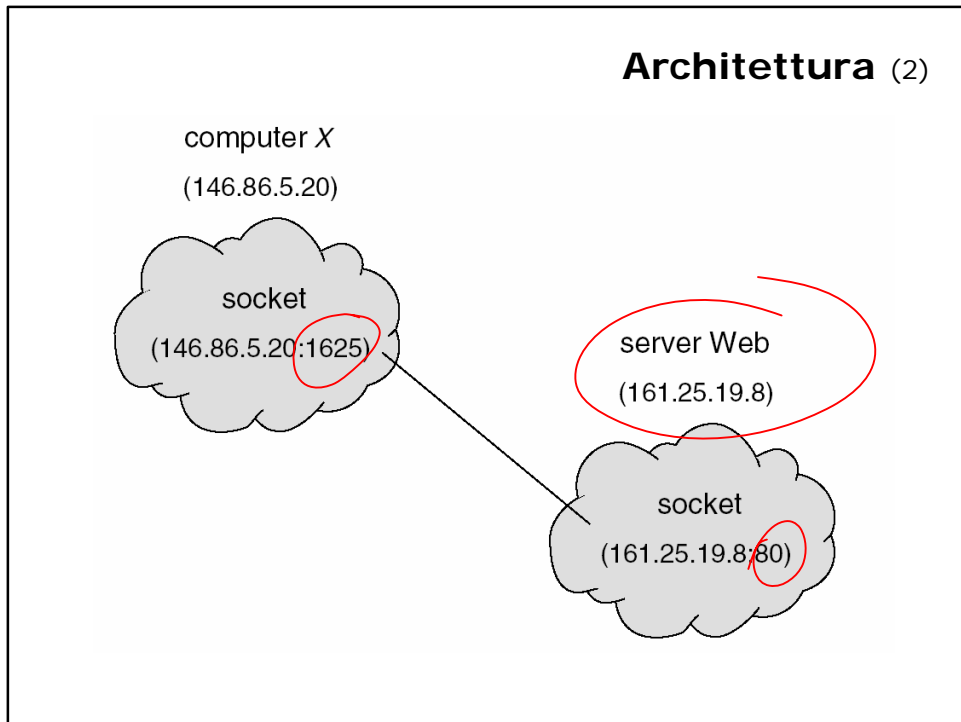 Architettura (2)
computer X
(146.86.5.20)
socket
(146.86.5.20:1625)
server Web
(161.25.19.8)
socket
(161.25.19.8:80)